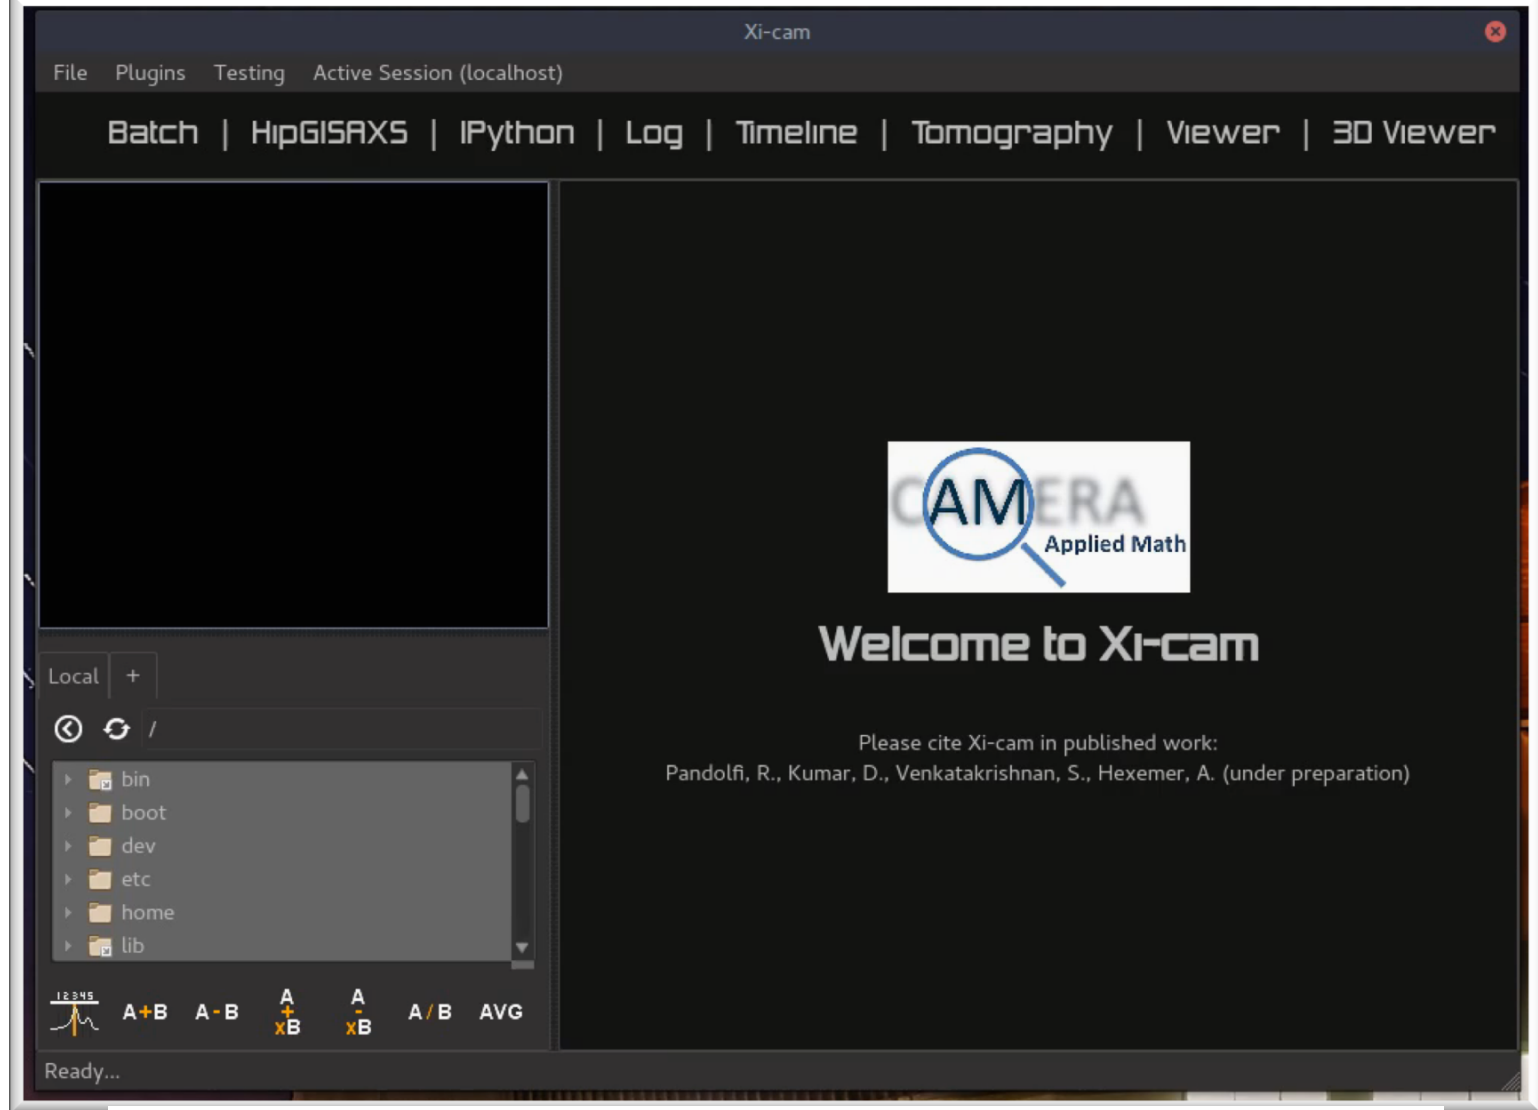 Xi-cam
File Plugins Testing Active Session (localhost)
Batch | HipGISAXS | IPython | Log | Timeline | Tomography | Viewer | 3D Viewer
CAMERA
Applied Math
Welcome to Xi-cam
Please cite Xi-cam in published work:
Pandolfi, R., Kumar, D., Venkatakrishnan, S., Hexemer, A. (under preparation)
Local +
/
bin
boot
dev
etc
home
lib
12345
A+B A-B A+xB A-xB A/B AVG
Ready...